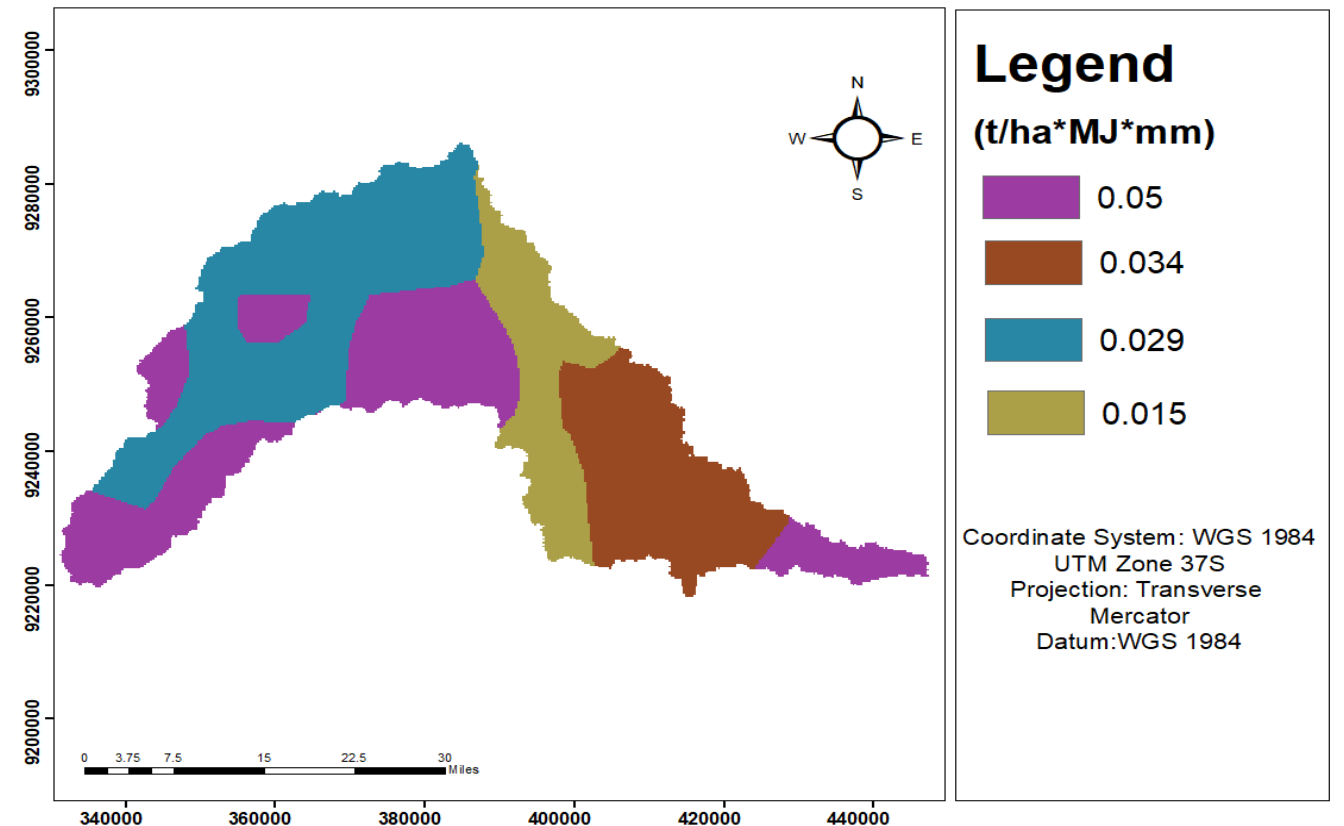 9300000
9280000
9260000
9240000
9220000
9200000
N
W E
S
0 3.75 7.5 15 22.5 30
Miles
340000 360000 380000 400000 420000 440000
Legend
(t/ha*MJ*mm)
0.05
0.034
0.029
0.015
Coordinate System: WGS 1984
UTM Zone 37S
Projection: Transverse
Mercator
Datum:WGS 1984